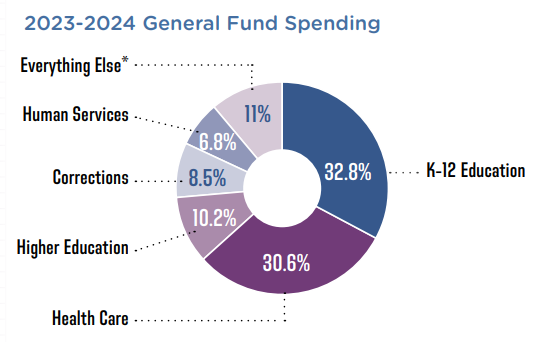 2023-2024 General Fund Spending
Everything Else*
11%
Human Services
6.8%
Corrections
8.5%
32.8%
K-12 Education
10.2%
Higher Education
30.6%
Health Care